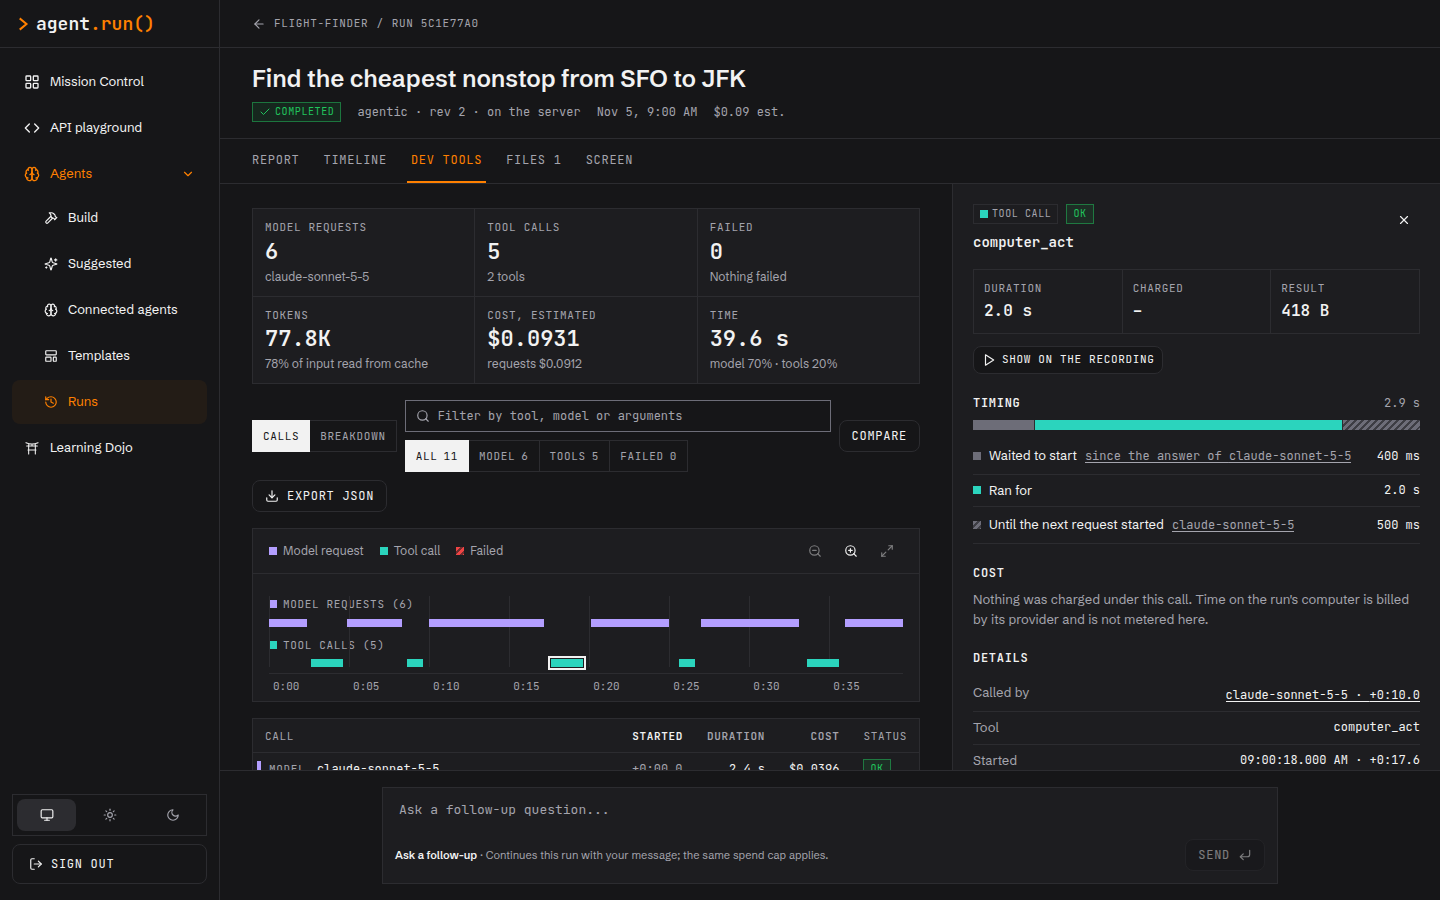 agent.run()
Mission Control
API playground
Agents
Build
Suggested
Connected agents
Templates
Runs
Learning Dojo
SIGN OUT
FLIGHT-FINDER / RUN 5C1E77A0
Find the cheapest nonstop from SFO to JFK
COMPLETED agentic · rev 2 · on the server Nov 5, 9:00 AM $0.09 est.
REPORT TIMELINE DEV TOOLS FILES 1 SCREEN
MODEL REQUESTS TOOL CALLS FAILED
6 5 0
claude-sonnet-5-5 2 tools Nothing failed
TOKENS COST, ESTIMATED TIME
77.8K $0.0931 39.6 s
78% of input read from cache requests $0.0912 model 70% · tools 20%
CALLS BREAKDOWN
Filter by tool, model or arguments
ALL 11 MODEL 6 TOOLS 5 FAILED 0
COMPARE
EXPORT JSON
Model request Tool call Failed
MODEL REQUESTS (6)
TOOL CALLS (5)
0:00 0:05 0:10 0:15 0:20 0:25 0:30 0:35
CALL STARTED DURATION COST STATUS
MODEL claude-sonnet-5-5 +0:00.0 2.4 s $0.0396 OK
TOOL CALL OK
computer_act
DURATION CHARGED RESULT
2.0 s – 418 B
SHOW ON THE RECORDING
TIMING 2.9 s
Waited to start since the answer of claude-sonnet-5-5 400 ms
Ran for 2.0 s
Until the next request started claude-sonnet-5-5 500 ms
COST
Nothing was charged under this call. Time on the run's computer is billed
by its provider and is not metered here.
DETAILS
Called by claude-sonnet-5-5 · +0:10.0
Tool computer_act
Started 09:00:18.000 AM · +0:17.6
Ask a follow-up question...
Ask a follow-up · Continues this run with your message; the same spend cap applies.
SEND